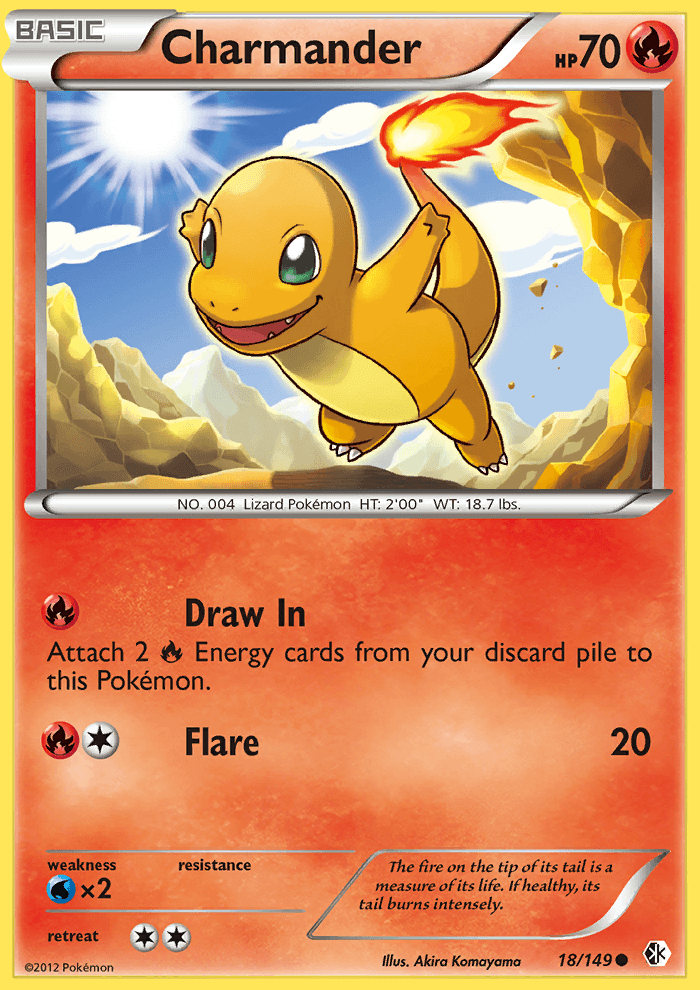 BASIC
Charmander
HP70
NO. 004 Lizard Pokémon HT: 2'00" WT: 18.7 lbs.
Draw In
Attach 2 Energy cards from your discard pile to
this Pokémon.
Flare 20
weakness resistance
×2
The fire on the tip of its tail is a
measure of its life. If healthy, its
tail burns intensely.
retreat
©2012 Pokémon
Illus. Akira Komayama
18/149